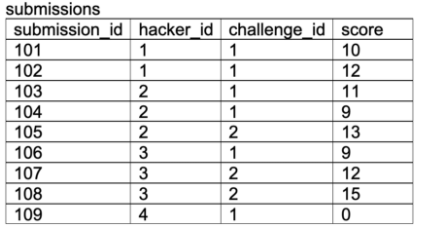 submissions
submission_id hacker_id challenge_id score
101 1 1 10
102 1 1 12
103 2 1 11
104 2 1 9
105 2 2 13
106 3 1 9
107 3 2 12
108 3 2 15
109 4 1 0